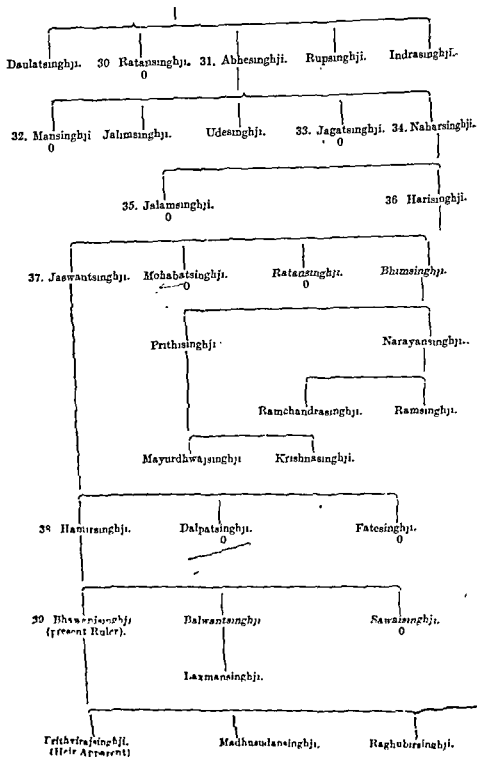 Daulatsinghji. 30 Ratansinghji. 31. Abhesinghji. Rupsinghji. Indrasinghji.
0
32. Mansinghji Jalimsinghji. Udesinghji. 33. Jagatsinghji. 34. Naharsinghji.
0 0
35. Jalamsinghji. 36 Harisinghji.
0
37. Jaswantsinghji. Mohabatsinghji. Ratansinghji. Bhimsinghji.
0 0
Prithisinghji Narayansinghji.
Ramchandrasinghji. Ramsinghji.
Mayurdhwajsinghji Krishnasinghji.
38 Hamirsinghji. Dalpatsinghji. Fatesinghji.
0 0
39 Bhawanisinghji Balwantsinghji Sawaisinghji.
(present Ruler). 0
Laxmansinghji.
Prithvirajsinghji. Madhusudansinghji. Raghubirsinghji.
(Heir Apparent)